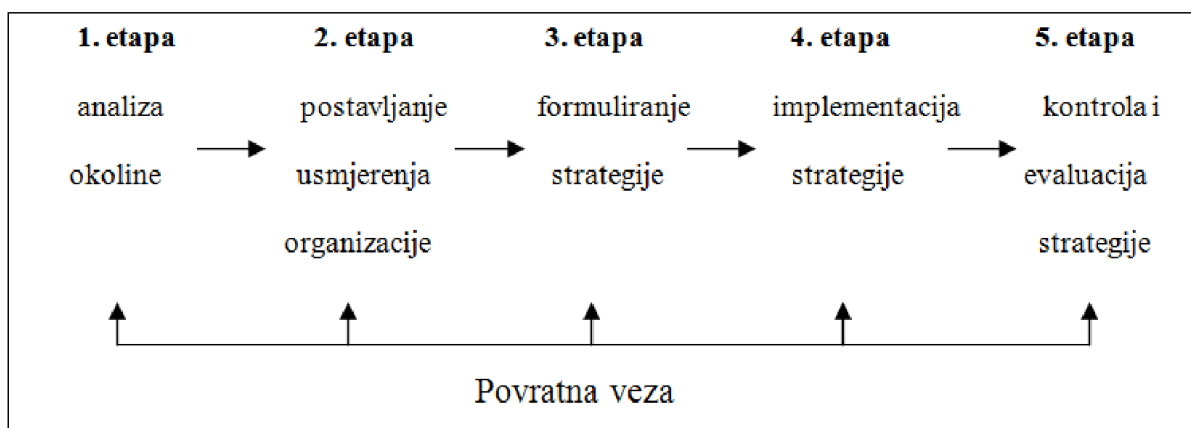 1. etapa
analiza
okoline
2. etapa
postavljanje
usmjerenja
organizacije
3. etapa
formuliranje
strategije
4. etapa
implementacija
strategije
5. etapa
kontrola i
evaluacija
strategije
Povratna veza